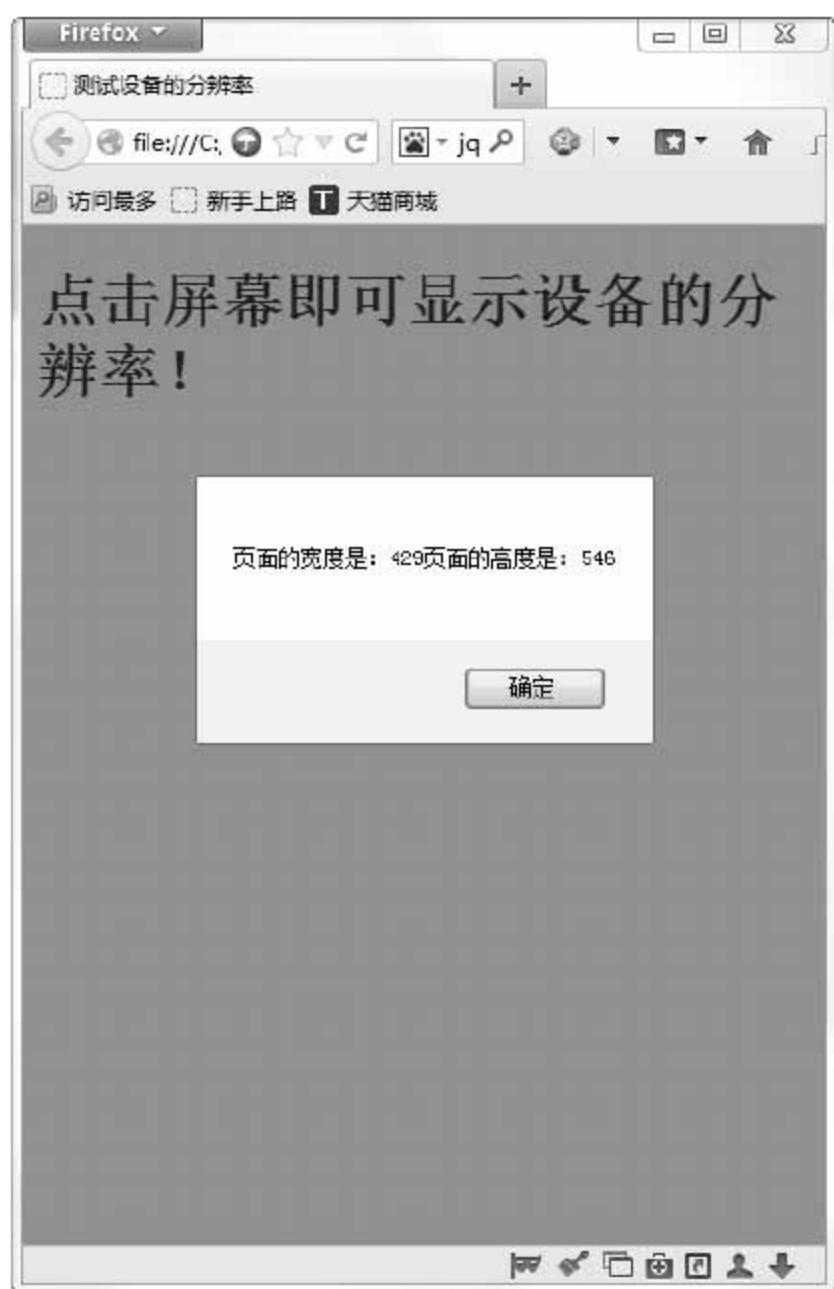 Firefox
测试设备的分辨率
file:///C:
jq
访问最多 新手上路 T 天猫商城
点击屏幕即可显示设备的分
辨率！
页面的宽度是：429页面的高度是：546
确定